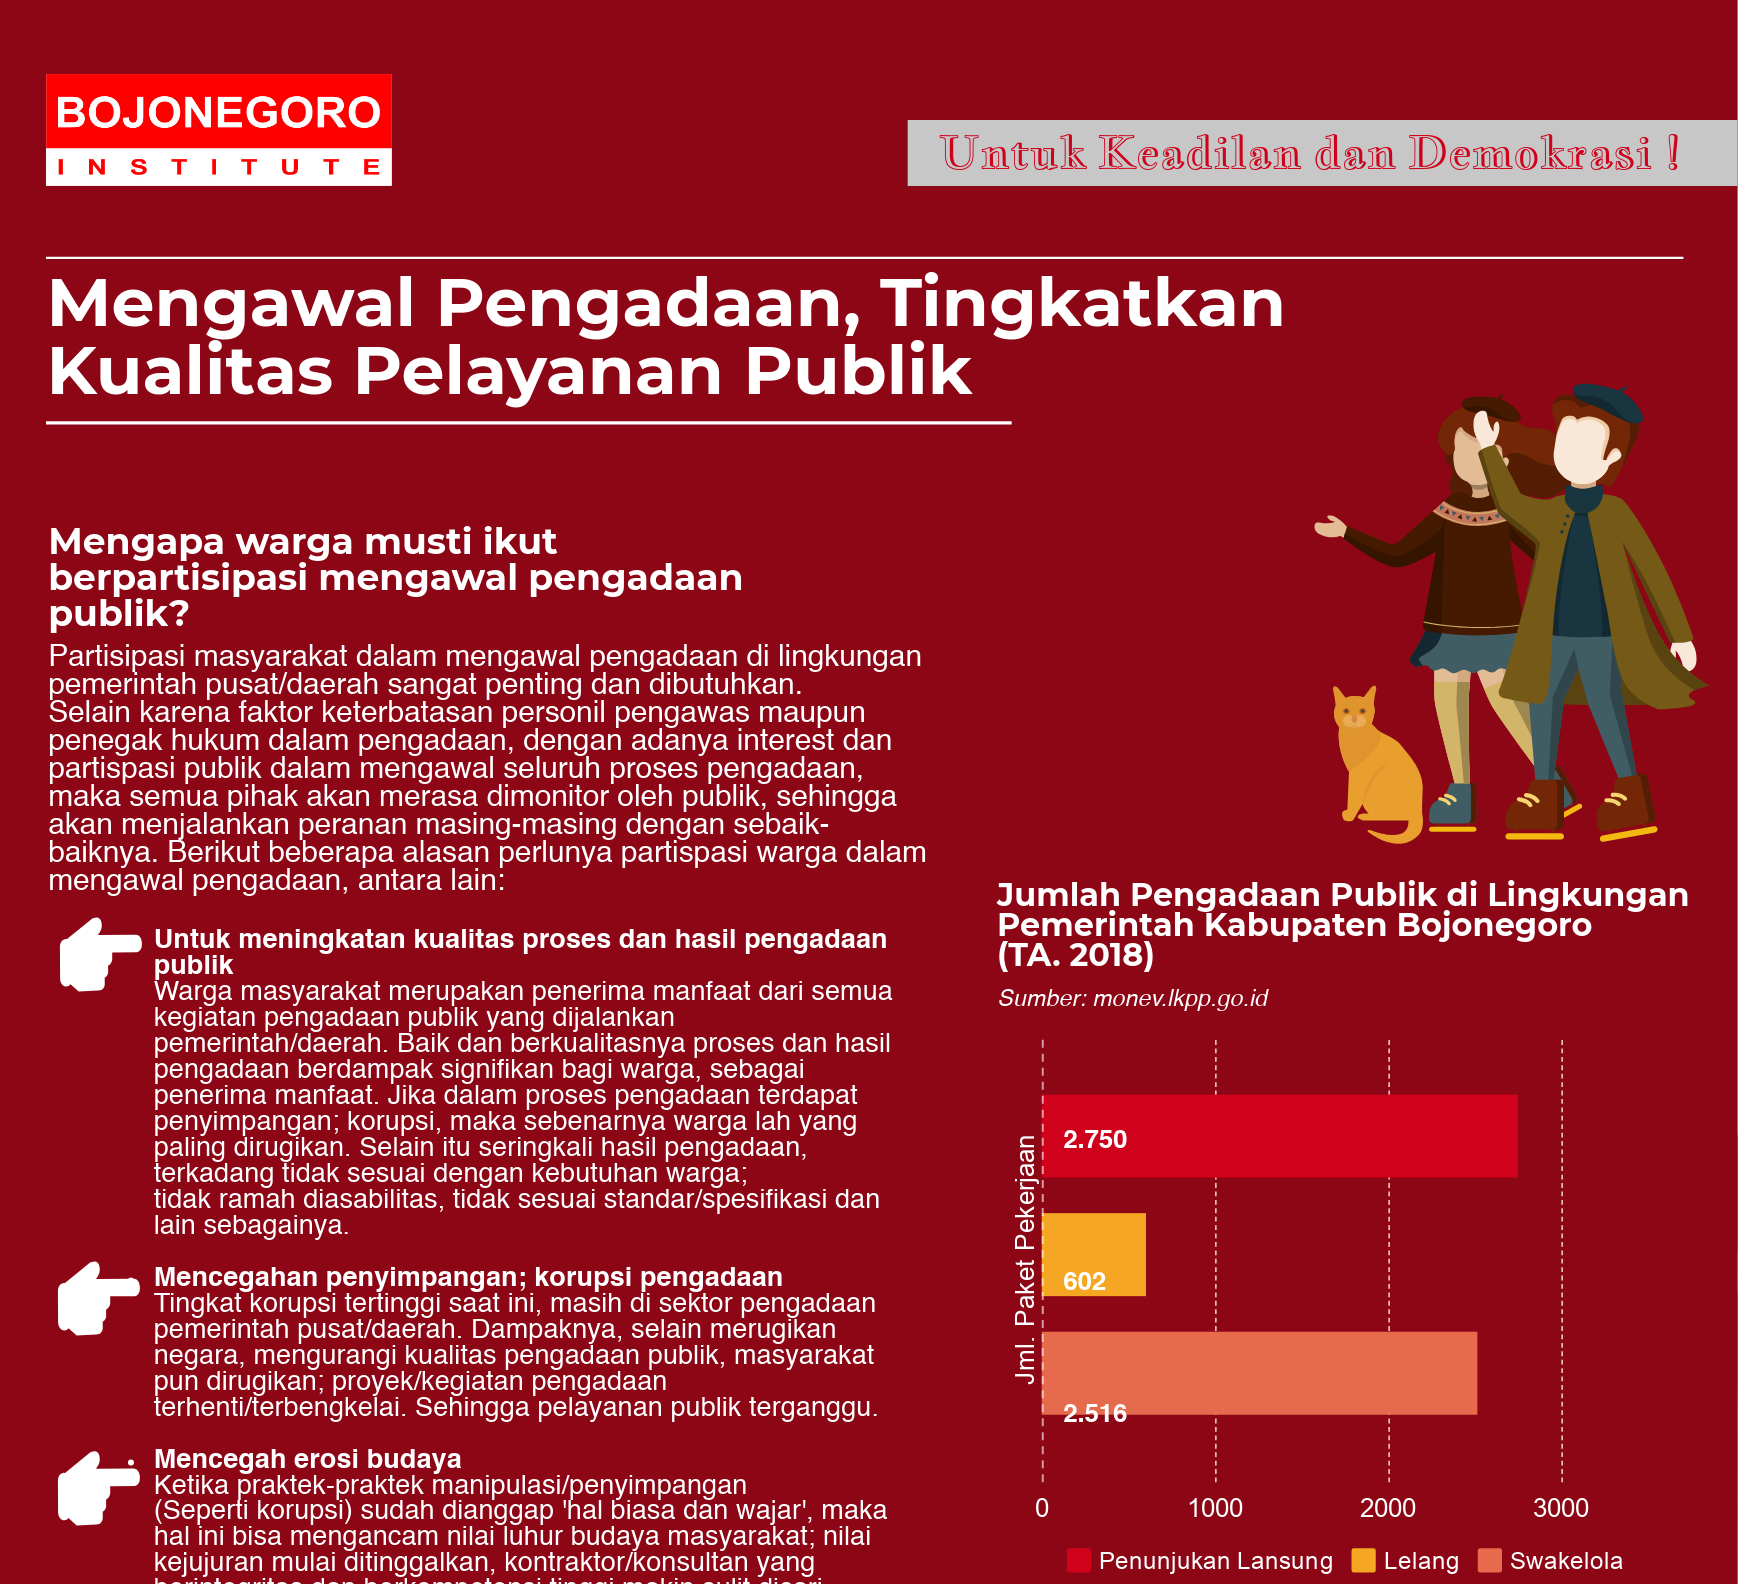 BOJONEGORO
INSTITUTE
Untuk Keadilan dan Demokrasi !
Mengawal Pengadaan, Tingkatkan
Kualitas Pelayanan Publik
Mengapa warga musti ikut
berpartisipasi mengawal pengadaan
publik?
Partisipasi masyarakat dalam mengawal pengadaan di lingkungan
pemerintah pusat/daerah sangat penting dan dibutuhkan.
Selain karena faktor keterbatasan personil pengawas maupun
penegak hukum dalam pengadaan, dengan adanya interest dan
partispasi publik dalam mengawal seluruh proses pengadaan,
maka semua pihak akan merasa dimonitor oleh publik, sehingga
akan menjalankan peranan masing-masing dengan sebaik-
baiknya. Berikut beberapa alasan perlunya partispasi warga dalam
mengawal pengadaan, antara lain:
Untuk meningkatan kualitas proses dan hasil pengadaan
publik
Warga masyarakat merupakan penerima manfaat dari semua
kegiatan pengadaan publik yang dijalankan
pemerintah/daerah. Baik dan berkualitasnya proses dan hasil
pengadaan berdampak signifikan bagi warga, sebagai
penerima manfaat. Jika dalam proses pengadaan terdapat
penyimpangan; korupsi, maka sebenarnya warga lah yang
paling dirugikan. Selain itu seringkali hasil pengadaan,
terkadang tidak sesuai dengan kebutuhan warga;
tidak ramah diasabilitas, tidak sesuai standar/spesifikasi dan
lain sebagainya.
Mencegahan penyimpangan; korupsi pengadaan
Tingkat korupsi tertinggi saat ini, masih di sektor pengadaan
pemerintah pusat/daerah. Dampaknya, selain merugikan
negara, mengurangi kualitas pengadaan publik, masyarakat
pun dirugikan; proyek/kegiatan pengadaan
terhenti/terbengkelai. Sehingga pelayanan publik terganggu.
Mencegah erosi budaya
Ketika praktek-praktek manipulasi/penyimpangan
(Seperti korupsi) sudah dianggap 'hal biasa dan wajar', maka
hal ini bisa mengancam nilai luhur budaya masyarakat; nilai
kejujuran mulai ditinggalkan, kontraktor/konsultan yang
berintegritas dan berkompetensi tinggi makin sulit dicari
Jumlah Pengadaan Publik di Lingkungan
Pemerintah Kabupaten Bojonegoro
(TA. 2018)
Sumber: monev.lkpp.go.id
Jml. Paket Pekerjaan
2.750
602
2.516
0 1000 2000 3000
Penunjukan Lansung Lelang Swakelola